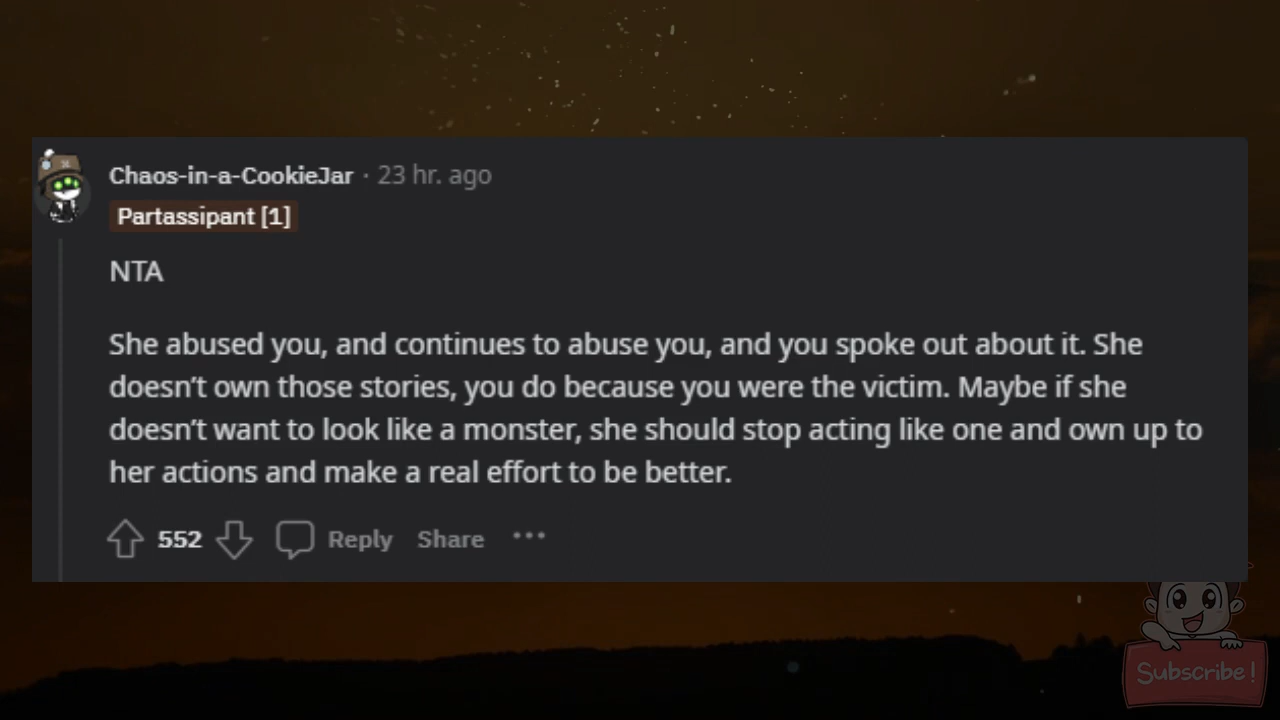 Chaos-in-a-CookieJar · 23 hr. ago
Partassipant [1]
NTA
She abused you, and continues to abuse you, and you spoke out about it. She
doesn’t own those stories, you do because you were the victim. Maybe if she
doesn’t want to look like a monster, she should stop acting like one and own up to
her actions and make a real effort to be better.
552 Reply Share ···
Subscribe!